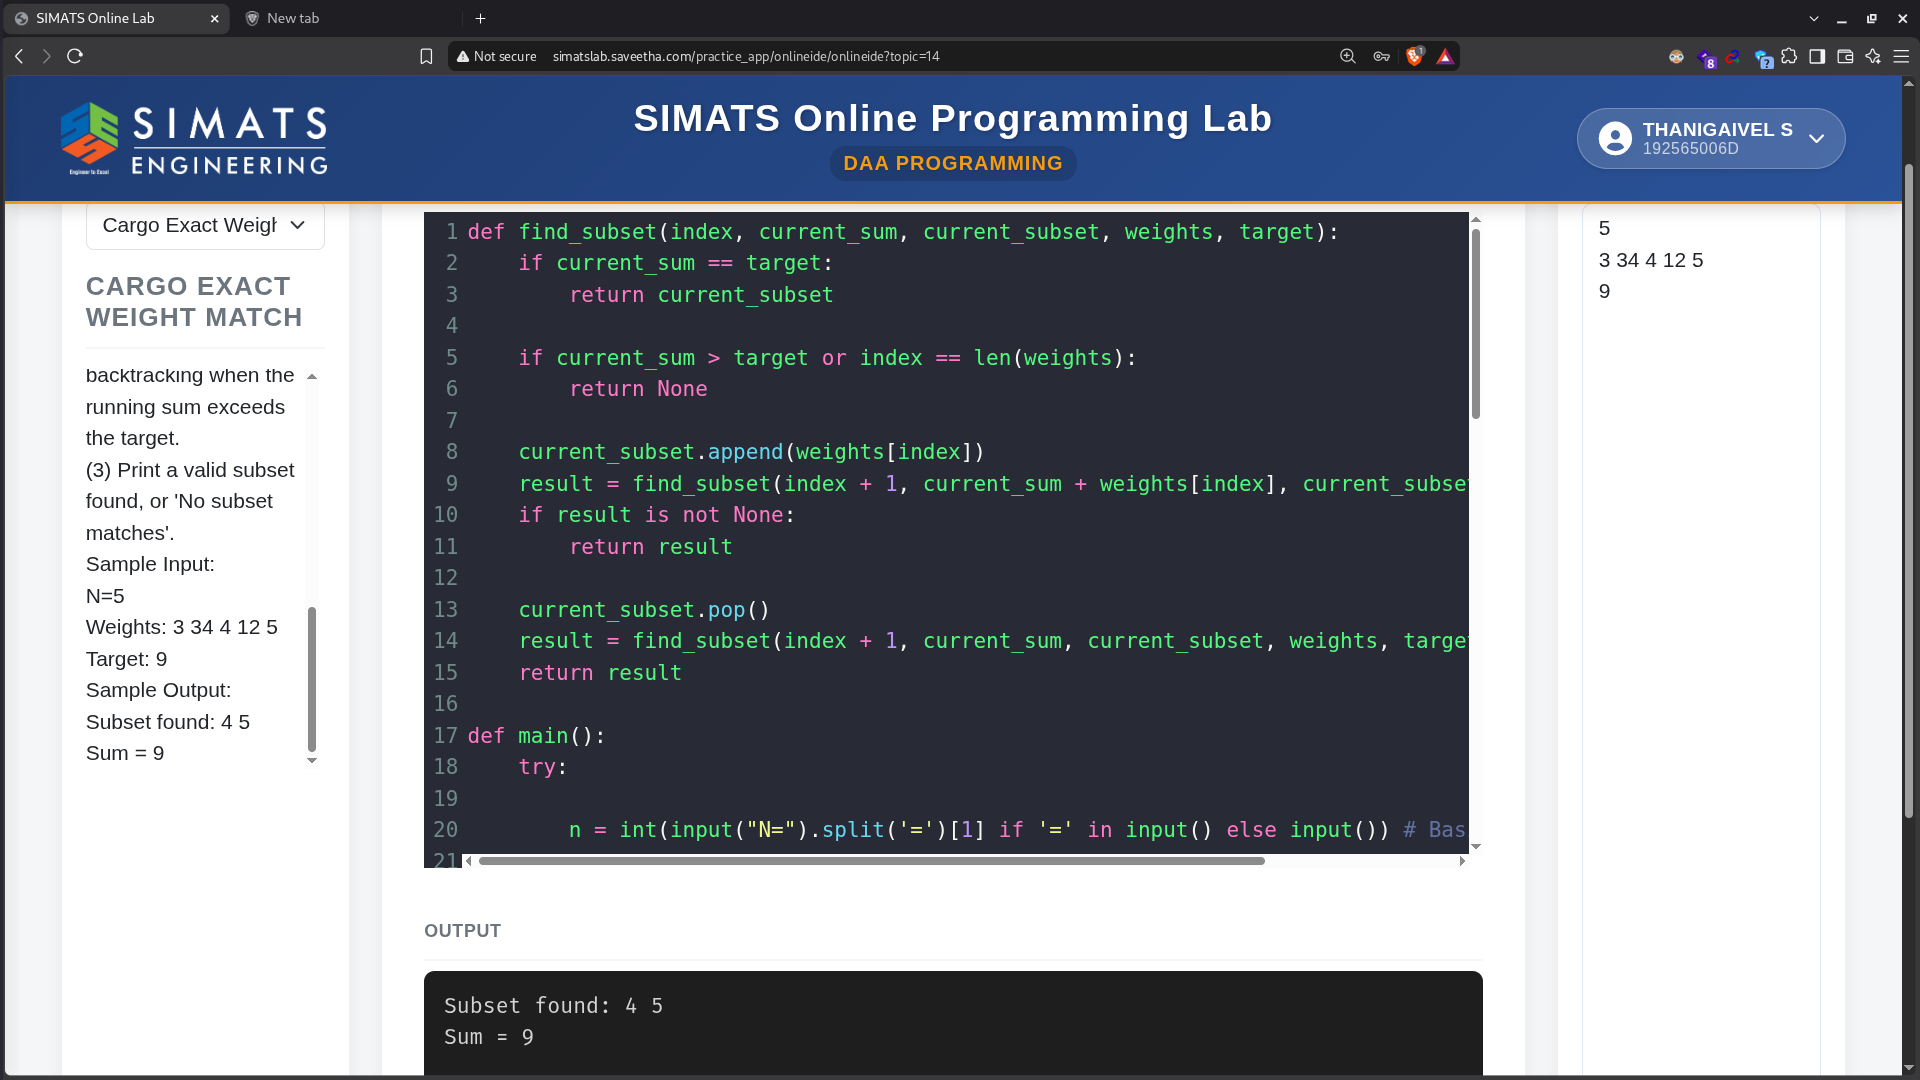 SIMATS Online Lab
New tab
Not secure
simatslab.saveetha.com/practice_app/onlineide/onlineide?topic=14
1
8
?
SIMATS
ENGINEERING
Engineer to Excel
SIMATS Online Programming Lab
DAA PROGRAMMING
THANIGAIVEL S
192565006D
Cargo Exact Weigh
CARGO EXACT
WEIGHT MATCH
backtracking when the
running sum exceeds
the target.
(3) Print a valid subset
found, or 'No subset
matches'.
Sample Input:
N=5
Weights: 3 34 4 12 5
Target: 9
Sample Output:
Subset found: 4 5
Sum = 9
1 def find_subset(index, current_sum, current_subset, weights, target):
2     if current_sum == target:
3         return current_subset
4
5     if current_sum > target or index == len(weights):
6         return None
7
8     current_subset.append(weights[index])
9     result = find_subset(index + 1, current_sum + weights[index], current_subset
10     if result is not None:
11         return result
12
13     current_subset.pop()
14     result = find_subset(index + 1, current_sum, current_subset, weights, target
15     return result
16
17 def main():
18     try:
19
20         n = int(input("N=").split('=')[1] if '=' in input() else input()) # Bas
21
OUTPUT
Subset found: 4 5
Sum = 9
5
3 34 4 12 5
9